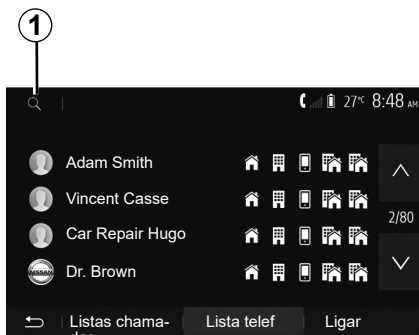 1
27°C 8:48 AM
Adam Smith
Vincent Casse
2/80
Car Repair Hugo
NISSAN Dr. Brown
Listas chama- Lista telef Ligar